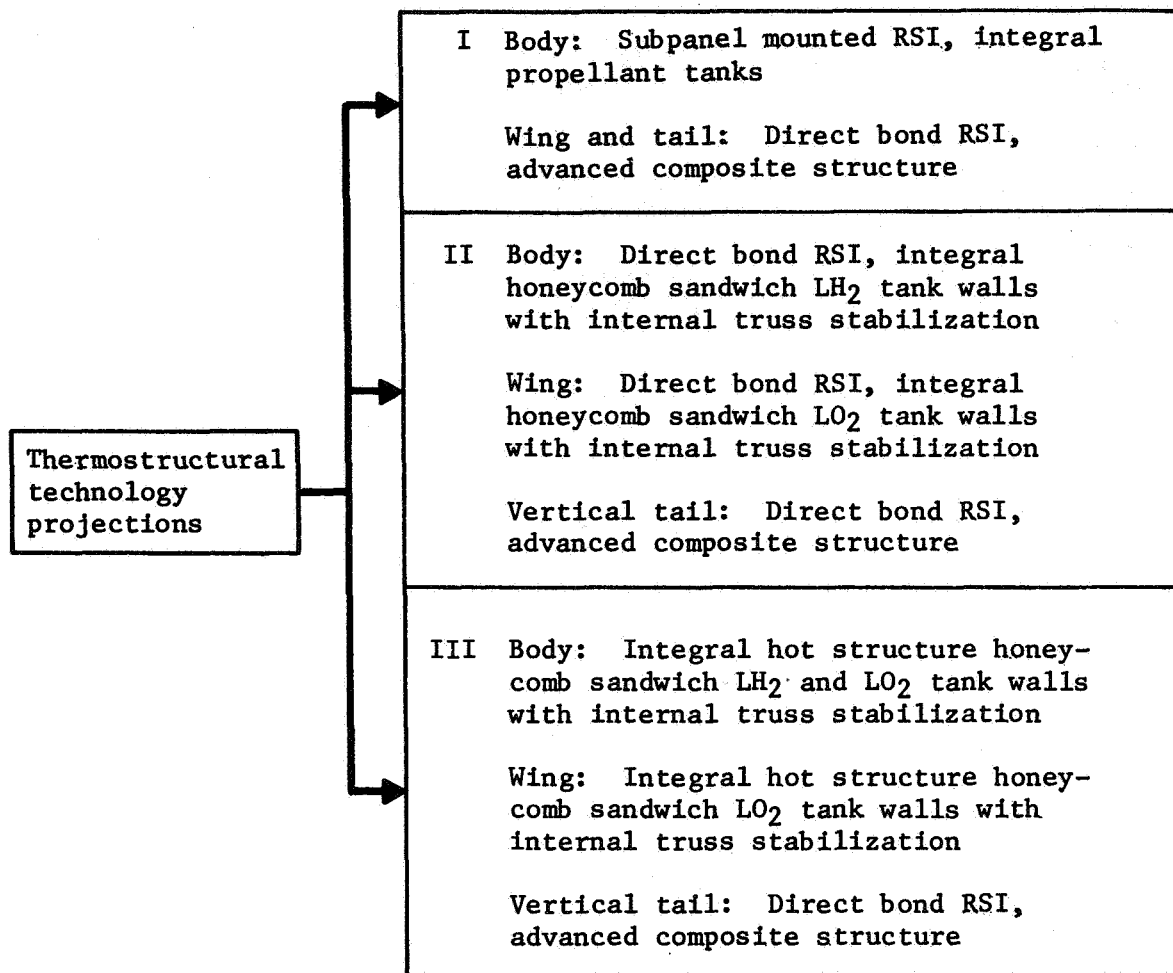 Thermostructural
technology
projections
I Body: Subpanel mounted RSI, integral
propellant tanks
Wing and tail: Direct bond RSI,
advanced composite structure
II Body: Direct bond RSI, integral
honeycomb sandwich LH2 tank walls
with internal truss stabilization
Wing: Direct bond RSI, integral
honeycomb sandwich LO2 tank walls
with internal truss stabilization
Vertical tail: Direct bond RSI,
advanced composite structure
III Body: Integral hot structure honey-
comb sandwich LH2 and LO2 tank walls
with internal truss stabilization
Wing: Integral hot structure honey-
comb sandwich LO2 tank walls with
internal truss stabilization
Vertical tail: Direct bond RSI,
advanced composite structure